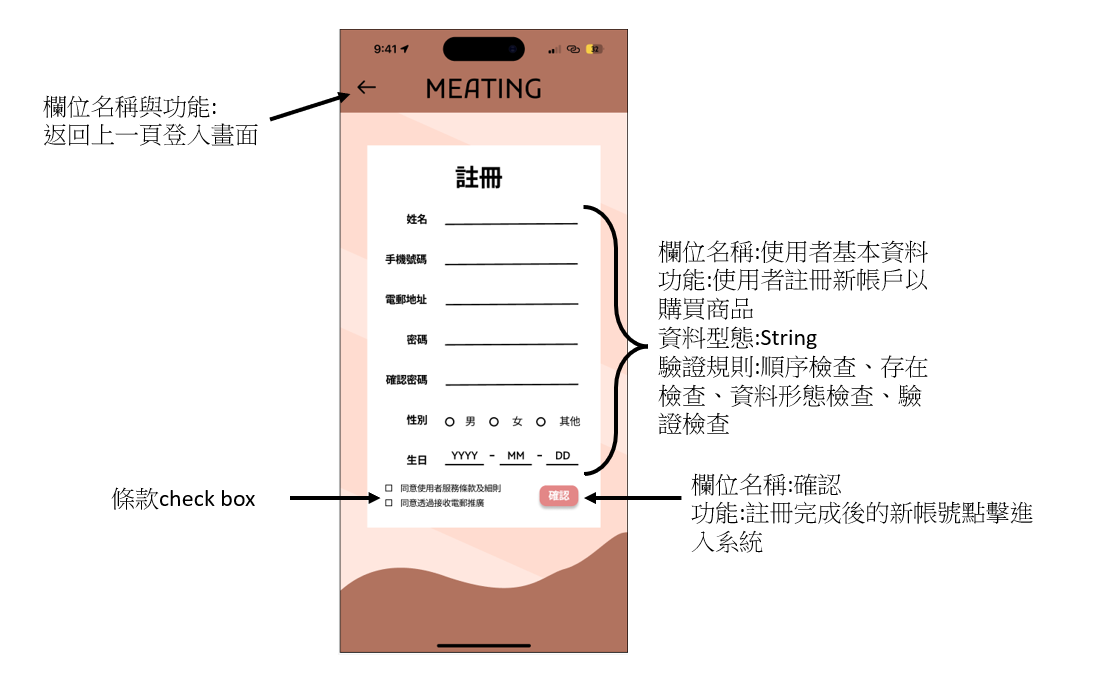 9:41
32
MEATING
欄位名稱與功能:
返回上一頁登入畫面
註冊
姓名
手機號碼
電郵地址
密碼
確認密碼
性別 男 女 其他
生日 YYYY - MM - DD
同意使用者服務條款及細則
同意透過接收電郵推廣
確認
欄位名稱:使用者基本資料
功能:使用者註冊新帳戶以
購買商品
資料型態:String
驗證規則:順序檢查、存在
檢查、資料形態檢查、驗
證檢查
條款check box
欄位名稱:確認
功能:註冊完成後的新帳號點擊進
入系統